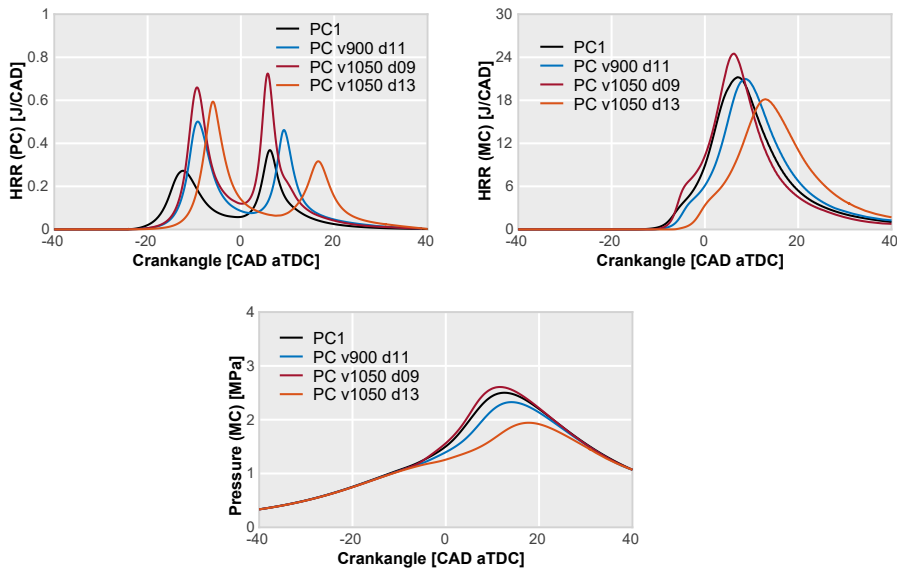 1
0.8
0.6
0.4
0.2
0
HRR (PC) [J/CAD]
PC1
PC v900 d11
PC v1050 d09
PC v1050 d13
-40
-20
0
20
40
Crankangle [CAD aTDC]
30
24
18
12
6
0
HRR (MC) [J/CAD]
PC1
PC v900 d11
PC v1050 d09
PC v1050 d13
-40
-20
0
20
40
Crankangle [CAD aTDC]
4
3
2
1
0
Pressure (MC) [MPa]
PC1
PC v900 d11
PC v1050 d09
PC v1050 d13
-40
-20
0
20
40
Crankangle [CAD aTDC]